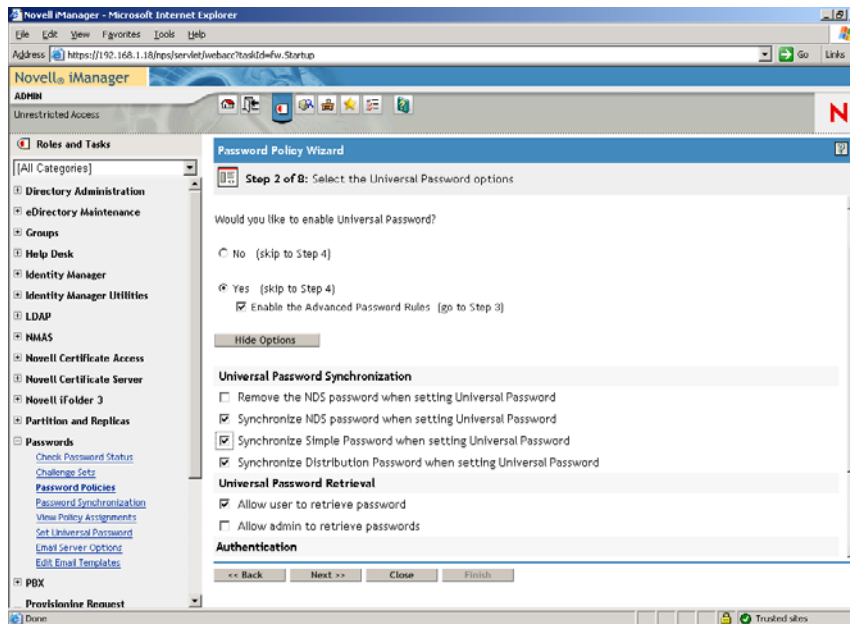 Novell iManager - Microsoft Internet Explorer
File Edit View Favorites Tools Help
Address https://192.168.1.18/nps/servlet/webacc?taskId=fw.Startup Go Links
Novell® iManager
ADMIN
Unrestricted Access
N
Roles and Tasks
[All Categories]
Directory Administration
eDirectory Maintenance
Groups
Help Desk
Identity Manager
Identity Manager Utilities
LDAP
NMAS
Novell Certificate Access
Novell Certificate Server
Novell iFolder 3
Partition and Replicas
Passwords
Check Password Status
Challenge Sets
Password Policies
Password Synchronization
View Policy Assignments
Set Universal Password
Email Server Options
Edit Email Templates
PBX
Provisioning Request
Password Policy Wizard
Step 2 of 8: Select the Universal Password options
Would you like to enable Universal Password?
No (skip to Step 4)
Yes (skip to Step 4)
Enable the Advanced Password Rules (go to Step 3)
Hide Options
Universal Password Synchronization
Remove the NDS password when setting Universal Password
Synchronize NDS password when setting Universal Password
Synchronize Simple Password when setting Universal Password
Synchronize Distribution Password when setting Universal Password
Universal Password Retrieval
Allow user to retrieve password
Allow admin to retrieve passwords
Authentication
<< Back Next >> Close Finish
Done Trusted sites